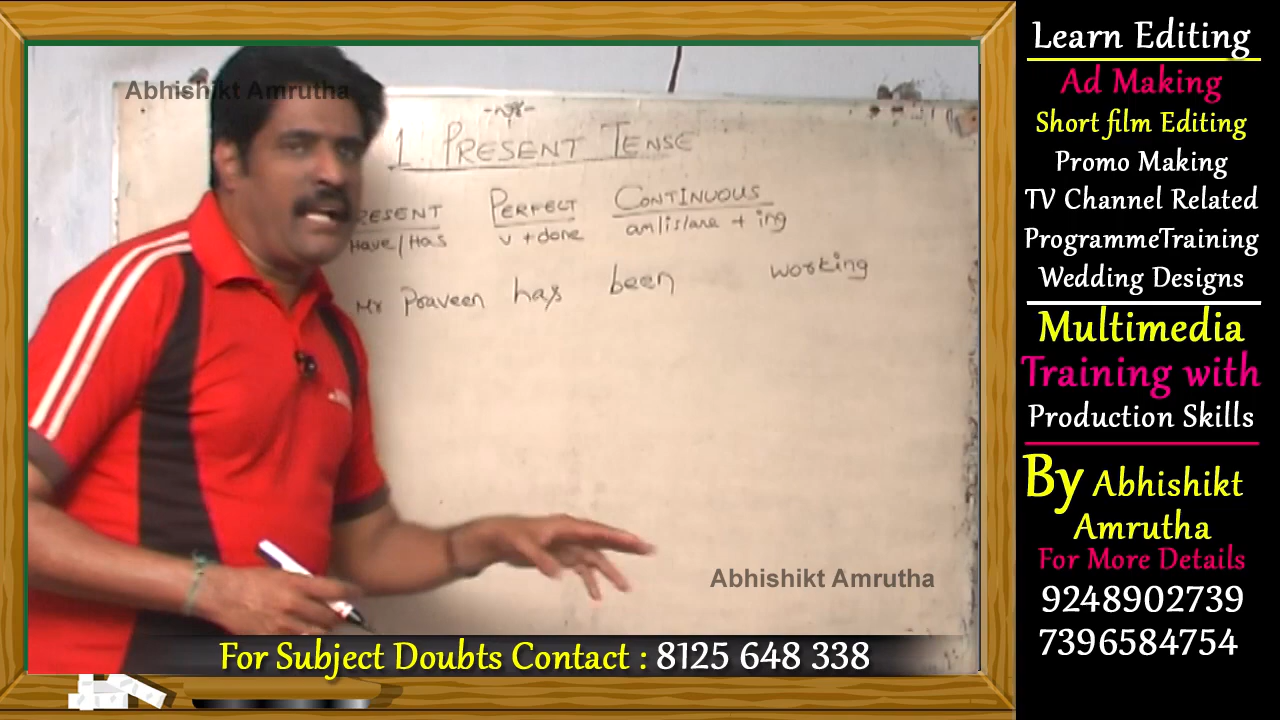 Abhishikt Amrutha
1 PRESENT TENSE
RESENT PERFECT CONTINUOUS
Have/Has v + done am/is/are + ing
Mr Praveen has been working
Abhishikt Amrutha
For Subject Doubts Contact : 8125 648 338
Learn Editing
Ad Making
Short film Editing
Promo Making
TV Channel Related
ProgrammeTraining
Wedding Designs
Multimedia
Training with
Production Skills
By Abhishikt
Amrutha
For More Details
9248902739
7396584754